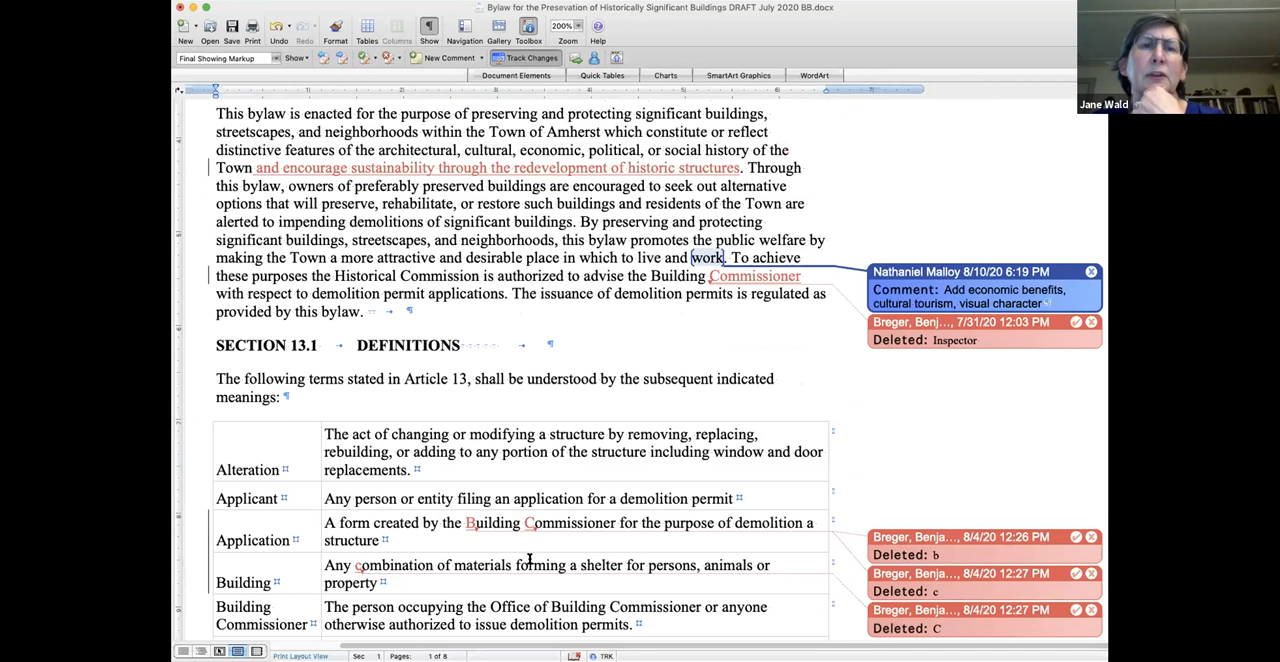 Bylaw for the Presevation of Historically Significant Buildings DRAFT July 2020 BB.docx
200%
New Open Save Print Undo Redo Format Tables Columns Show Navigation Gallery Toolbox Zoom Help
Final Showing Markup Show New Comment Track Changes
Document Elements Quick Tables Charts SmartArt Graphics WordArt
Jane Wald
This bylaw is enacted for the purpose of preserving and protecting significant buildings,
streetscapes, and neighborhoods within the Town of Amherst which constitute or reflect
distinctive features of the architectural, cultural, economic, political, or social history of the
Town and encourage sustainability through the redevelopment of historic structures. Through
this bylaw, owners of preferably preserved buildings are encouraged to seek out alternative
options that will preserve, rehabilitate, or restore such buildings and residents of the Town are
alerted to impending demolitions of significant buildings. By preserving and protecting
significant buildings, streetscapes, and neighborhoods, this bylaw promotes the public welfare by
making the Town a more attractive and desirable place in which to live and work. To achieve
these purposes the Historical Commission is authorized to advise the Building Commissioner
with respect to demolition permit applications. The issuance of demolition permits is regulated as
provided by this bylaw.
Nathaniel Malloy 8/10/20 6:19 PM
Comment: Add economic benefits,
cultural tourism, visual character
Breger, Benj..., 7/31/20 12:03 PM
Deleted: Inspector
SECTION 13.1 DEFINITIONS
The following terms stated in Article 13, shall be understood by the subsequent indicated
meanings:
Alteration
The act of changing or modifying a structure by removing, replacing,
rebuilding, or adding to any portion of the structure including window and door
replacements.
Applicant
Any person or entity filing an application for a demolition permit
Application
A form created by the Building Commissioner for the purpose of demolition a
structure
Building
Any combination of materials forming a shelter for persons, animals or
property
Building
Commissioner
The person occupying the Office of Building Commissioner or anyone
otherwise authorized to issue demolition permits.
Breger, Benja..., 8/4/20 12:26 PM
Deleted: b
Breger, Benja..., 8/4/20 12:27 PM
Deleted: c
Breger, Benja..., 8/4/20 12:27 PM
Deleted: C
Print Layout View Sec 1 Pages: 1 of 8 TRK